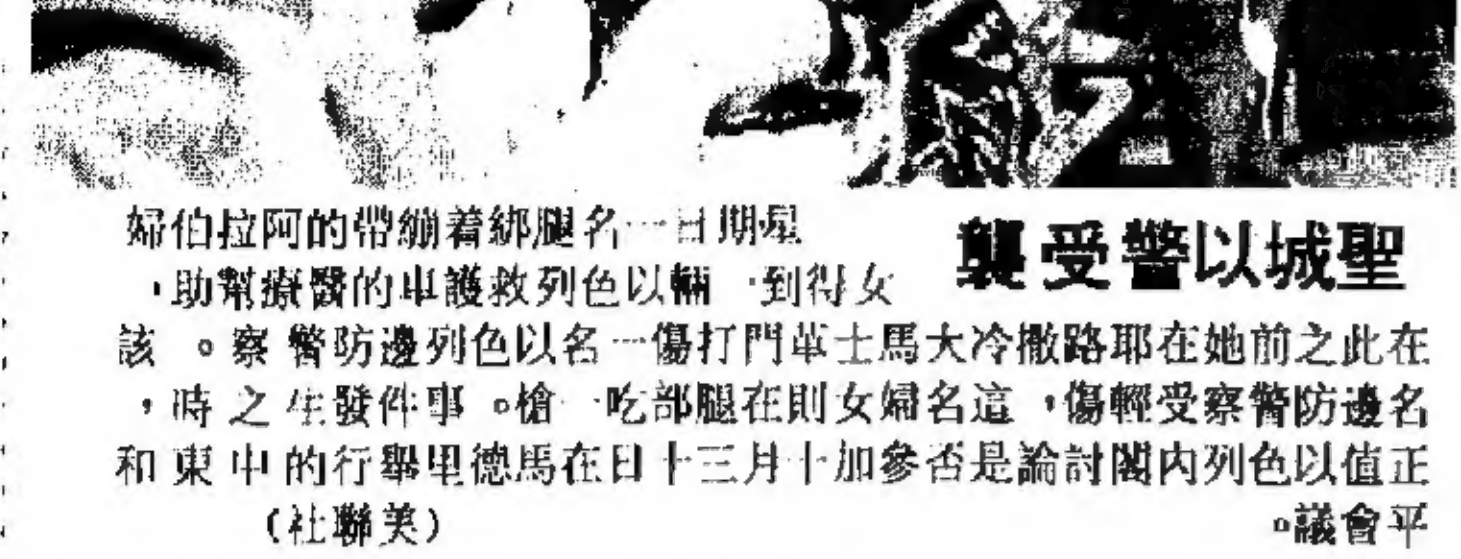 聖城以警受襲
星期日一名腿綁着繃帶的阿拉伯婦
女得到一輛以色列救護車的醫療幫助，
在此之前她在耶路撒冷大馬士革門打傷一名以色列邊防警察。該
名邊防警察受輕傷，這名婦女則在腿部吃一槍。事件發生之時，
正值以色列內閣討論是否參加十月三十日在馬德里舉行的中東和
平會議。（美聯社）